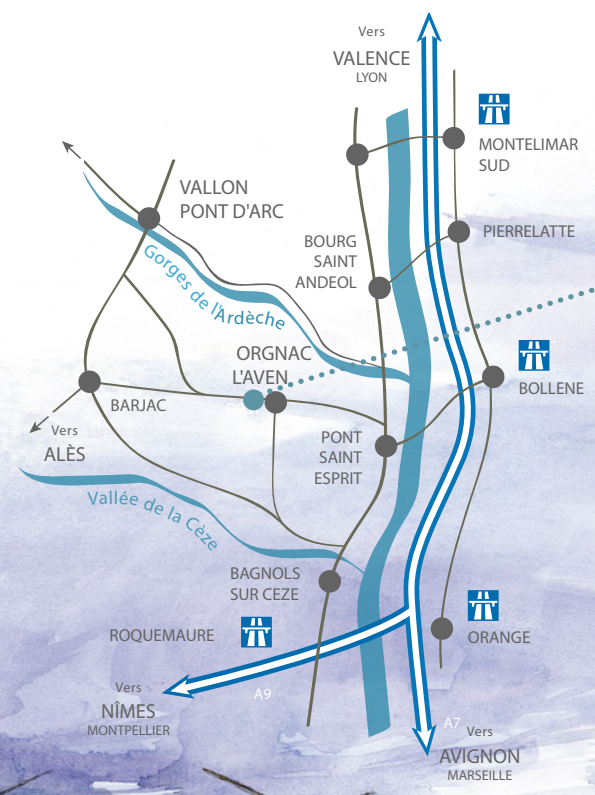 Vers
VALENCE
LYON
MONTELIMAR
SUD
VALLON
PONT D'ARC
PIERRELATTE
BOURG
SAINT
ANDEOL
Gorges de l'Ardèche
ORGNAC
L'AVEN
BOLLENE
BARJAC
Vers
ALÈS
PONT
SAINT
ESPRIT
Vallée de la Cèze
BAGNOLS
SUR CEZE
ROQUEMAURE
ORANGE
Vers
NÎMES
MONTPELLIER
A9
A7
Vers
AVIGNON
MARSEILLE